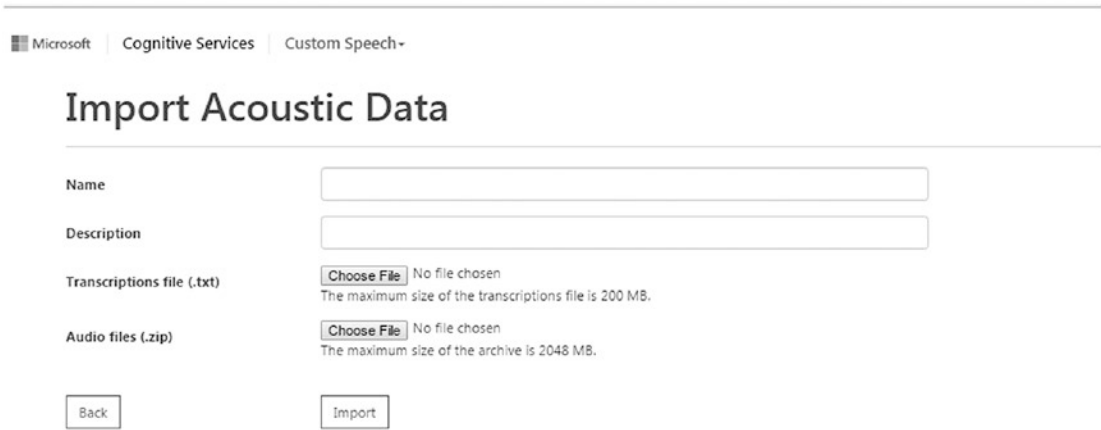 Microsoft Cognitive Services Custom Speech
Import Acoustic Data
Name
Description
Transcriptions file (.txt) Choose File No file chosen
The maximum size of the transcriptions file is 200 MB.
Audio files (.zip) Choose File No file chosen
The maximum size of the archive is 2048 MB.
Back Import